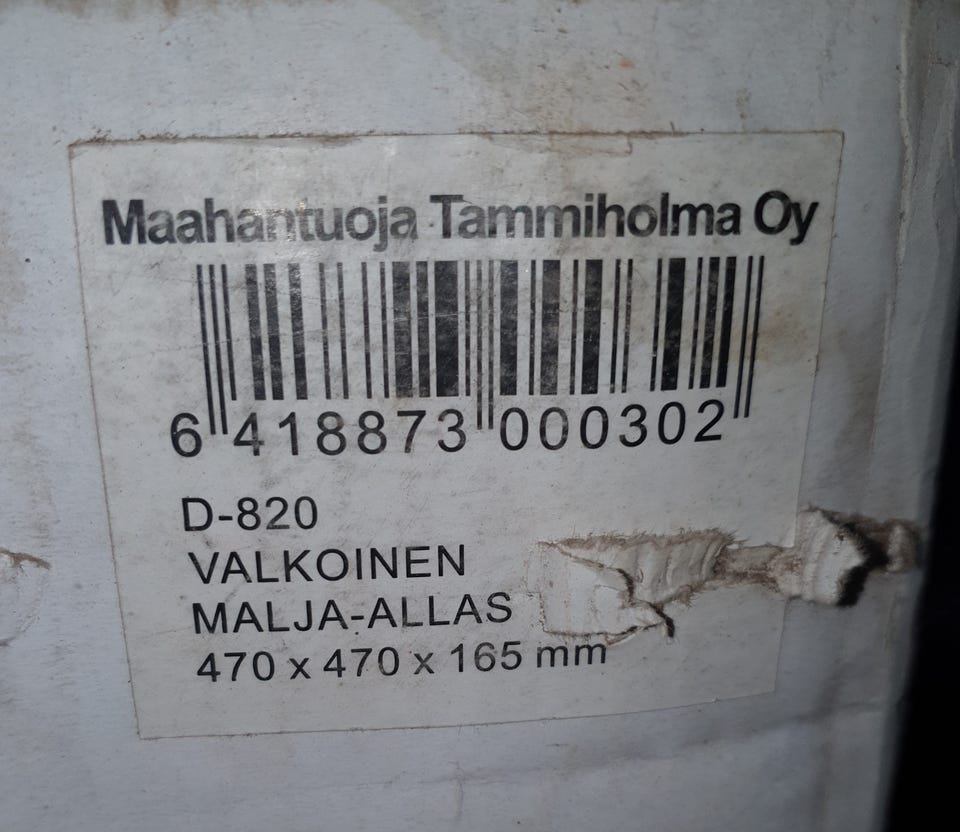 Maahantuoja Tammiholma Oy
6 418873 000302
D-820
VALKOINEN
MALJA-ALLAS
470 x 470 x 165 mm